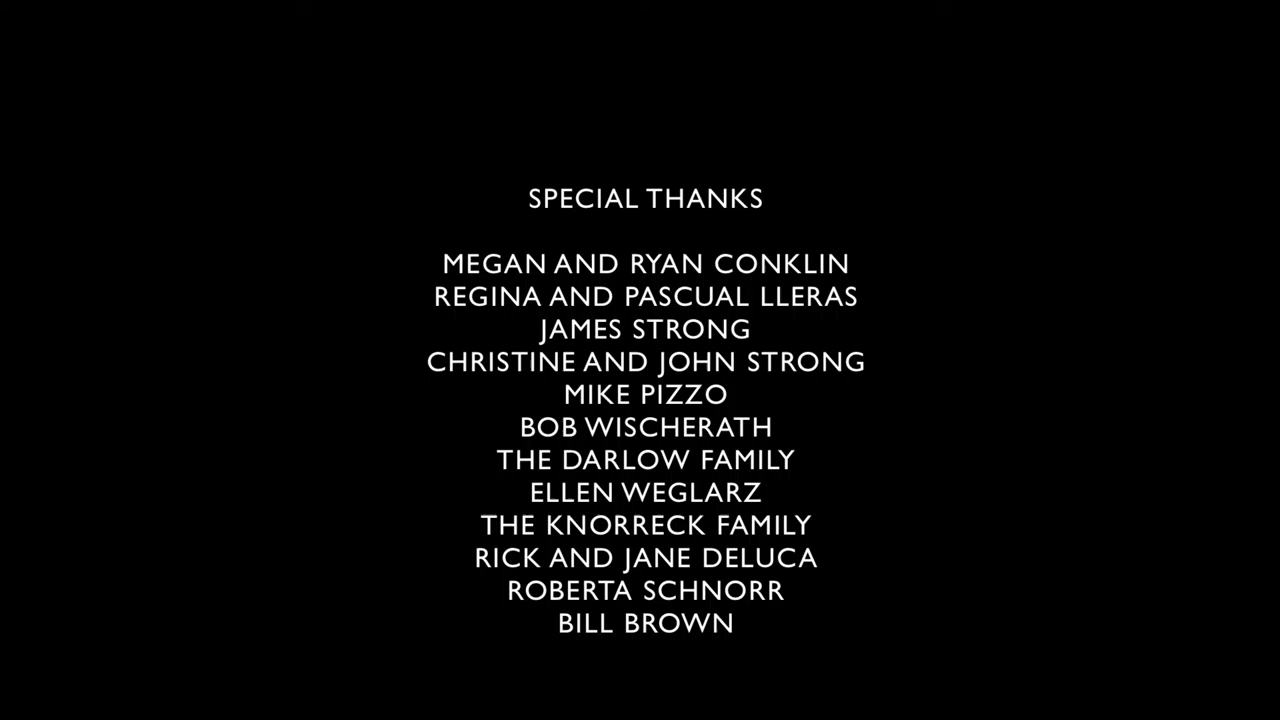 SPECIAL THANKS
MEGAN AND RYAN CONKLIN
REGINA AND PASCUAL LLERAS
JAMES STRONG
CHRISTINE AND JOHN STRONG
MIKE PIZZO
BOB WISCHERATH
THE DARLOW FAMILY
ELLEN WEGLARZ
THE KNORRECK FAMILY
RICK AND JANE DELUCA
ROBERTA SCHNORR
BILL BROWN